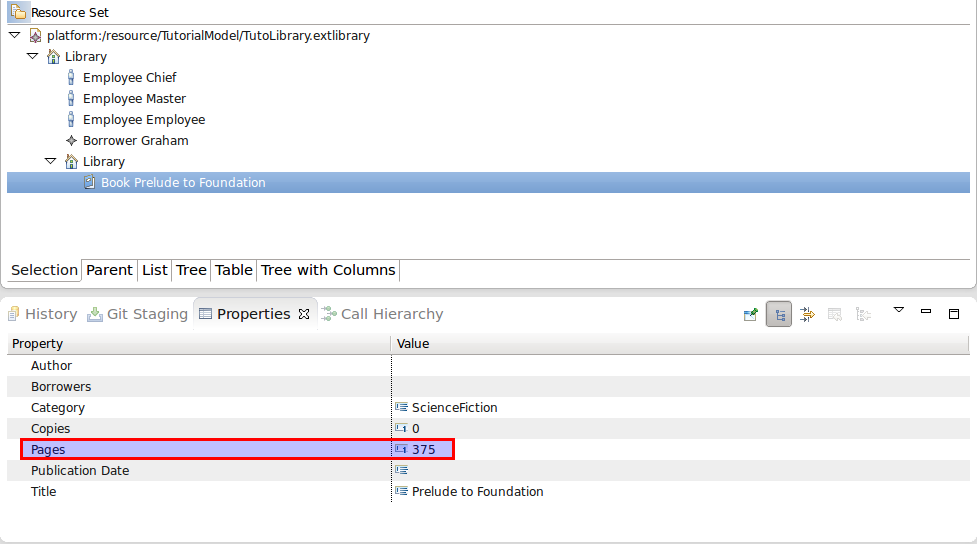 Resource Set
platform:/resource/TutorialModel/TutoLibrary.extlibrary
Library
Employee Chief
Employee Master
Employee Employee
Borrower Graham
Library
Book Prelude to Foundation
Selection Parent List Tree Table Tree with Columns
History Git Staging Properties Call Hierarchy
Property Value
Author
Borrowers
Category ScienceFiction
Copies 0
Pages 375
Publication Date
Title Prelude to Foundation